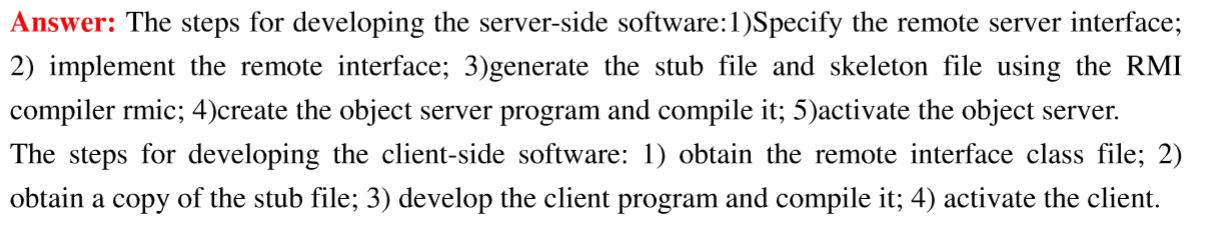 Answer: The steps for developing the server-side software:1)Specify the remote server interface;
2) implement the remote interface; 3)generate the stub file and skeleton file using the RMI
compiler rmic; 4)create the object server program and compile it; 5)activate the object server.
The steps for developing the client-side software: 1) obtain the remote interface class file; 2)
obtain a copy of the stub file; 3) develop the client program and compile it; 4) activate the client.